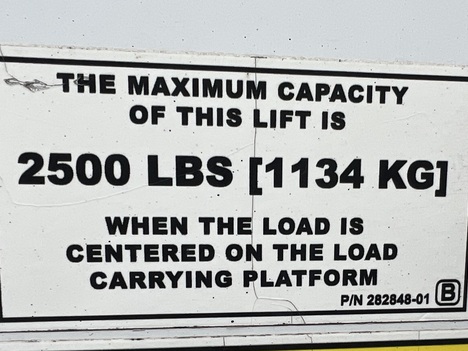 THE MAXIMUM CAPACITY
OF THIS LIFT IS
2500 LBS [1134 KG]
WHEN THE LOAD IS
CENTERED ON THE LOAD
CARRYING PLATFORM
P/N 282848-01 B